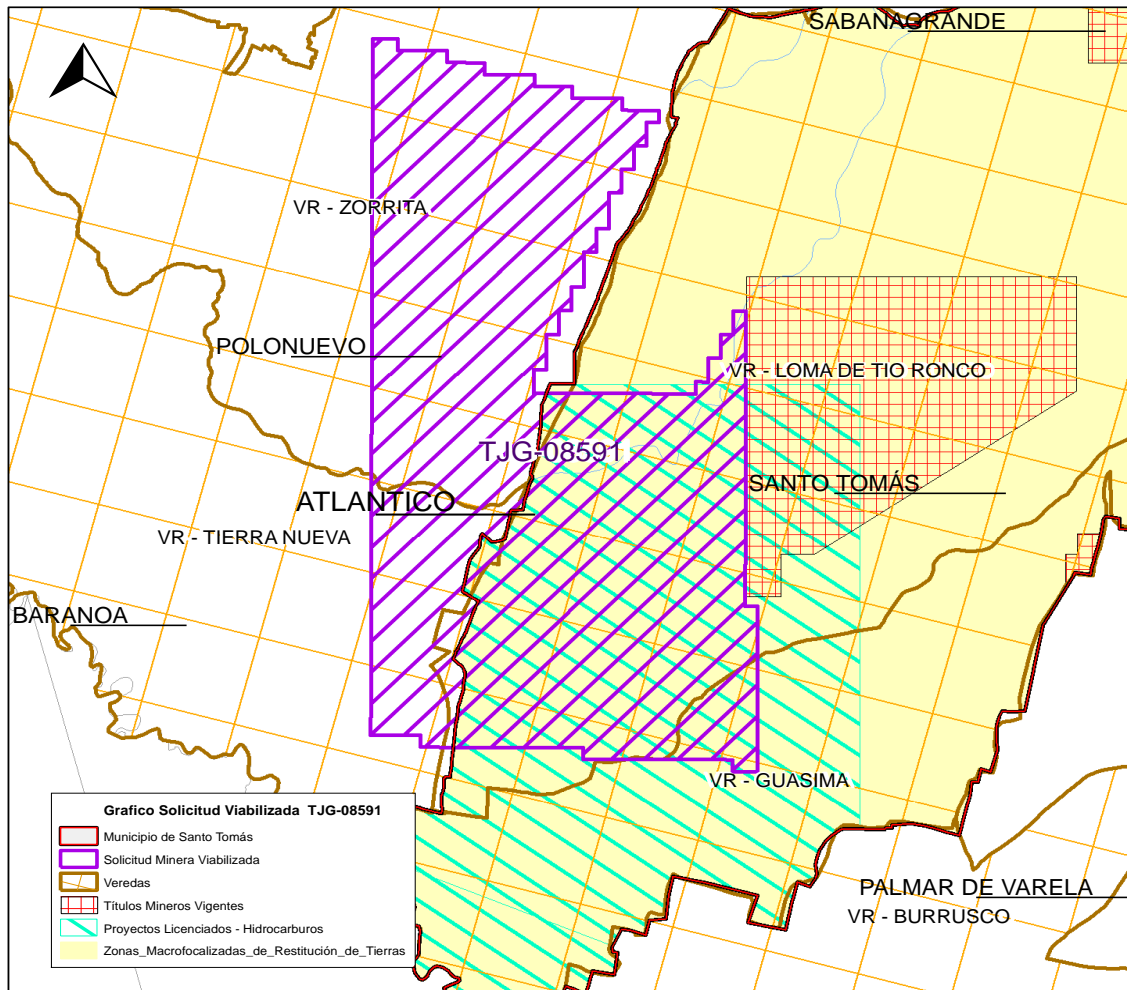 SABANAGRANDE
VR - ZORRITA
POLONUEVO
VR - LOMA DE TIO RONCO
TJG-08591
SANTO TOMÁS
ATLANTICO
VR - TIERRA NUEVA
BARANOA
VR - GUASIMA
PALMAR DE VARELA
VR - BURRUSCO
Grafico Solicitud Viabilizada TJG-08591
Municipio de Santo Tomás
Solicitud Minera Viabilizada
Veredas
Títulos Mineros Vigentes
Proyectos Licenciados - Hidrocarburos
Zonas_Macrofocalizadas_de_Restitución_de_Tierras